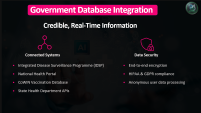 Government Database Integration
Credible, Real-Time Information
Connected Systems
Integrated Disease Surveillance Programme (IDSP)
National Health Portal
CoWIN Vaccination Database
State Health Department APIs
Data Security
End-to-end encryption
HIPAA & GDPR compliance
Anonymous user data processing